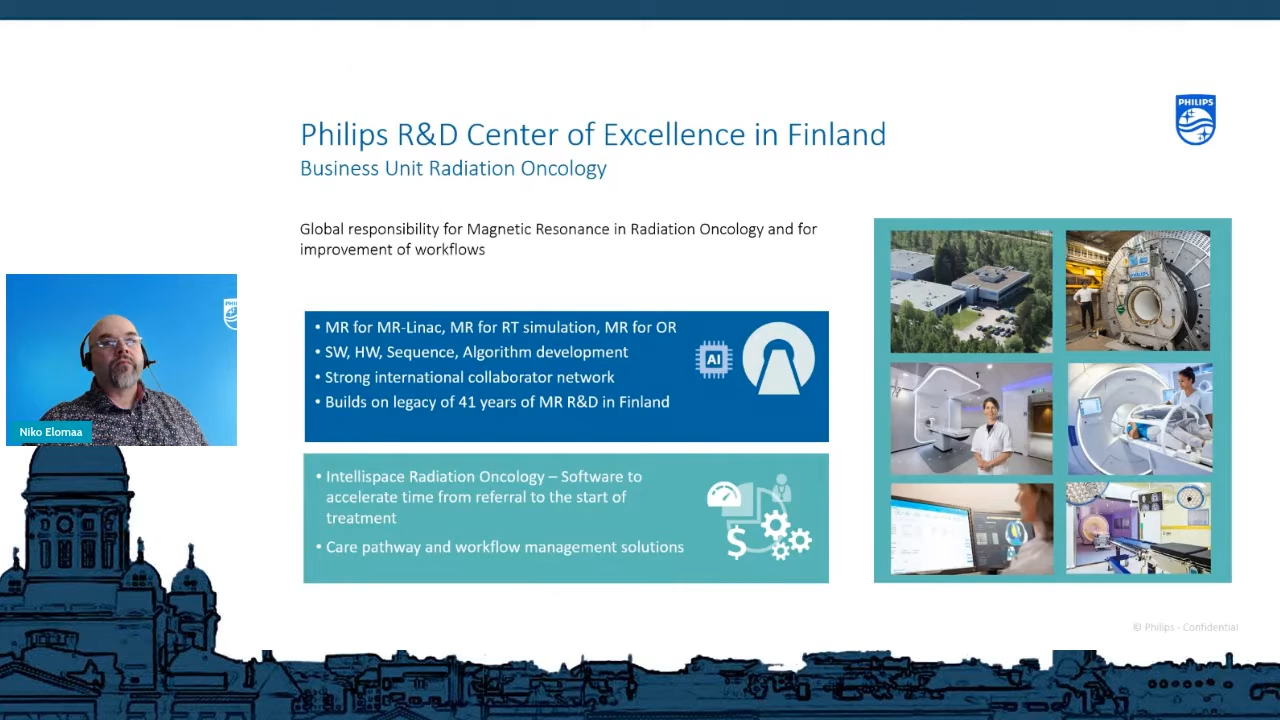 PHILIPS
Philips R&D Center of Excellence in Finland
Business Unit Radiation Oncology
Global responsibility for Magnetic Resonance in Radiation Oncology and for
improvement of workflows
• MR for MR-Linac, MR for RT simulation, MR for OR
• SW, HW, Sequence, Algorithm development
• Strong international collaborator network
• Builds on legacy of 41 years of MR R&D in Finland
AI
• Intellispace Radiation Oncology – Software to
accelerate time from referral to the start of
treatment
• Care pathway and workflow management solutions
$
PHILIPS
Niko Elomaa
© Philips - Confidential